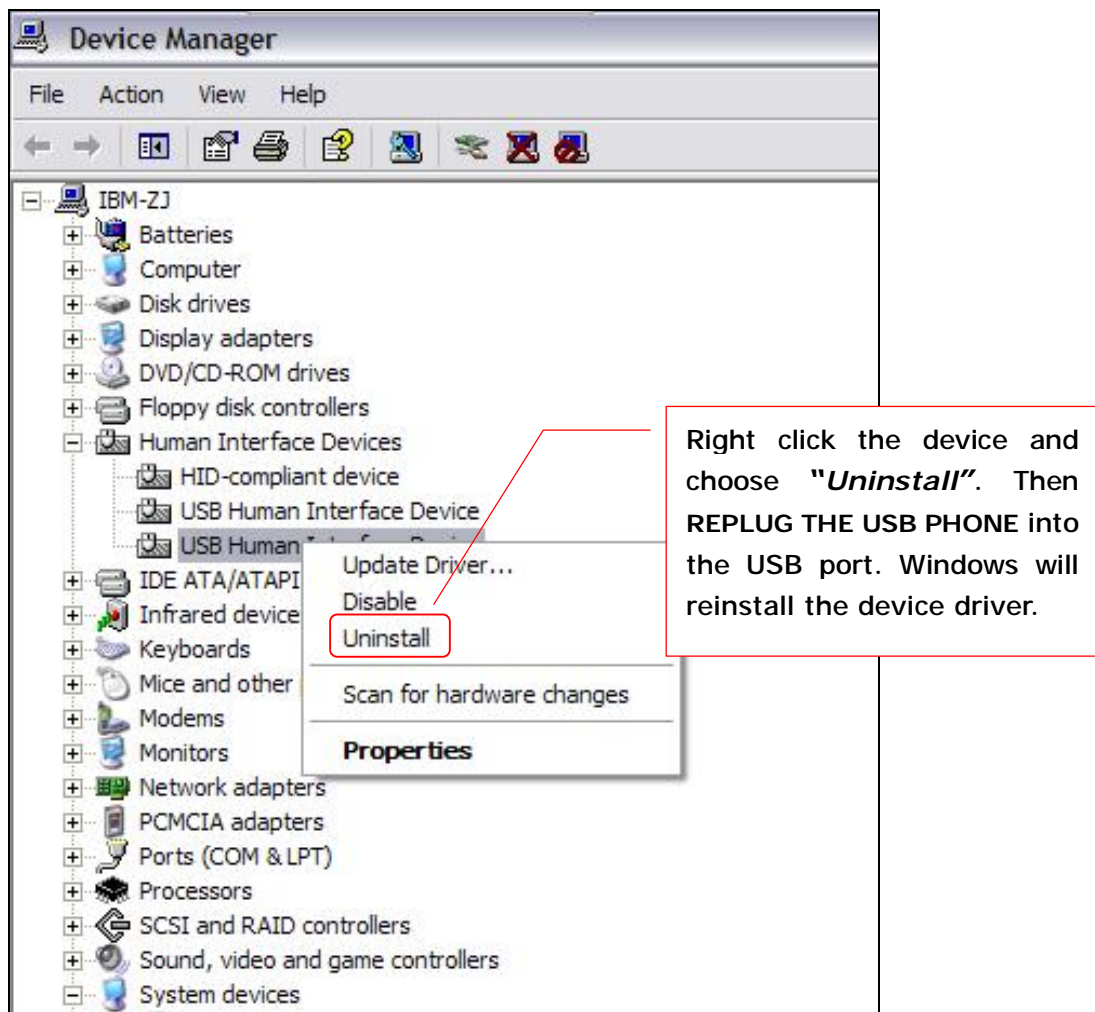 Device Manager
File Action View Help
IBM-ZJ
Batteries
Computer
Disk drives
Display adapters
DVD/CD-ROM drives
Floppy disk controllers
Human Interface Devices
HID-compliant device
USB Human Interface Device
USB Human
IDE ATA/ATAPI
Infrared device
Keyboards
Mice and other
Modems
Monitors
Network adapters
PCMCIA adapters
Ports (COM & LPT)
Processors
SCSI and RAID controllers
Sound, video and game controllers
System devices
Update Driver...
Disable
Uninstall
Scan for hardware changes
Properties
Right click the device and
choose "Uninstall". Then
REPLUG THE USB PHONE into
the USB port. Windows will
reinstall the device driver.